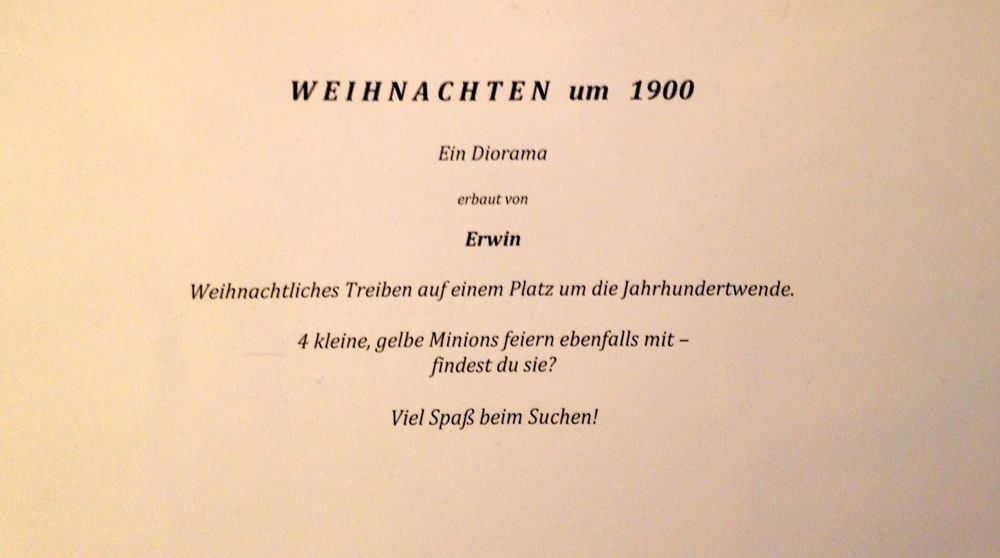 WEIHNACHTEN um 1900
Ein Diorama
erbaut von
Erwin
Weihnachtliches Treiben auf einem Platz um die Jahrhundertwende.
4 kleine, gelbe Minions feiern ebenfalls mit –
findest du sie?
Viel Spaß beim Suchen!